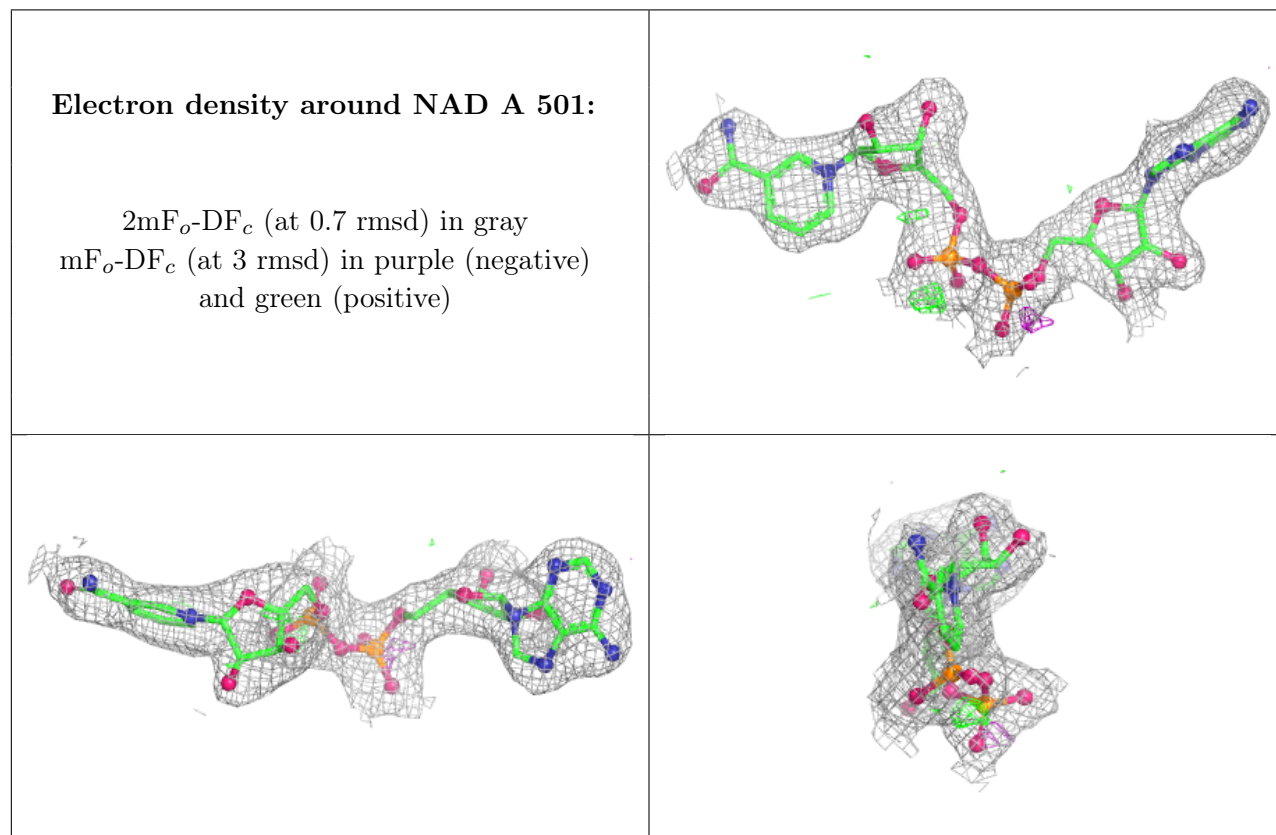 Electron density around NAD A 501:
2mFo-DFc (at 0.7 rmsd) in gray
mFo-DFc (at 3 rmsd) in purple (negative)
and green (positive)